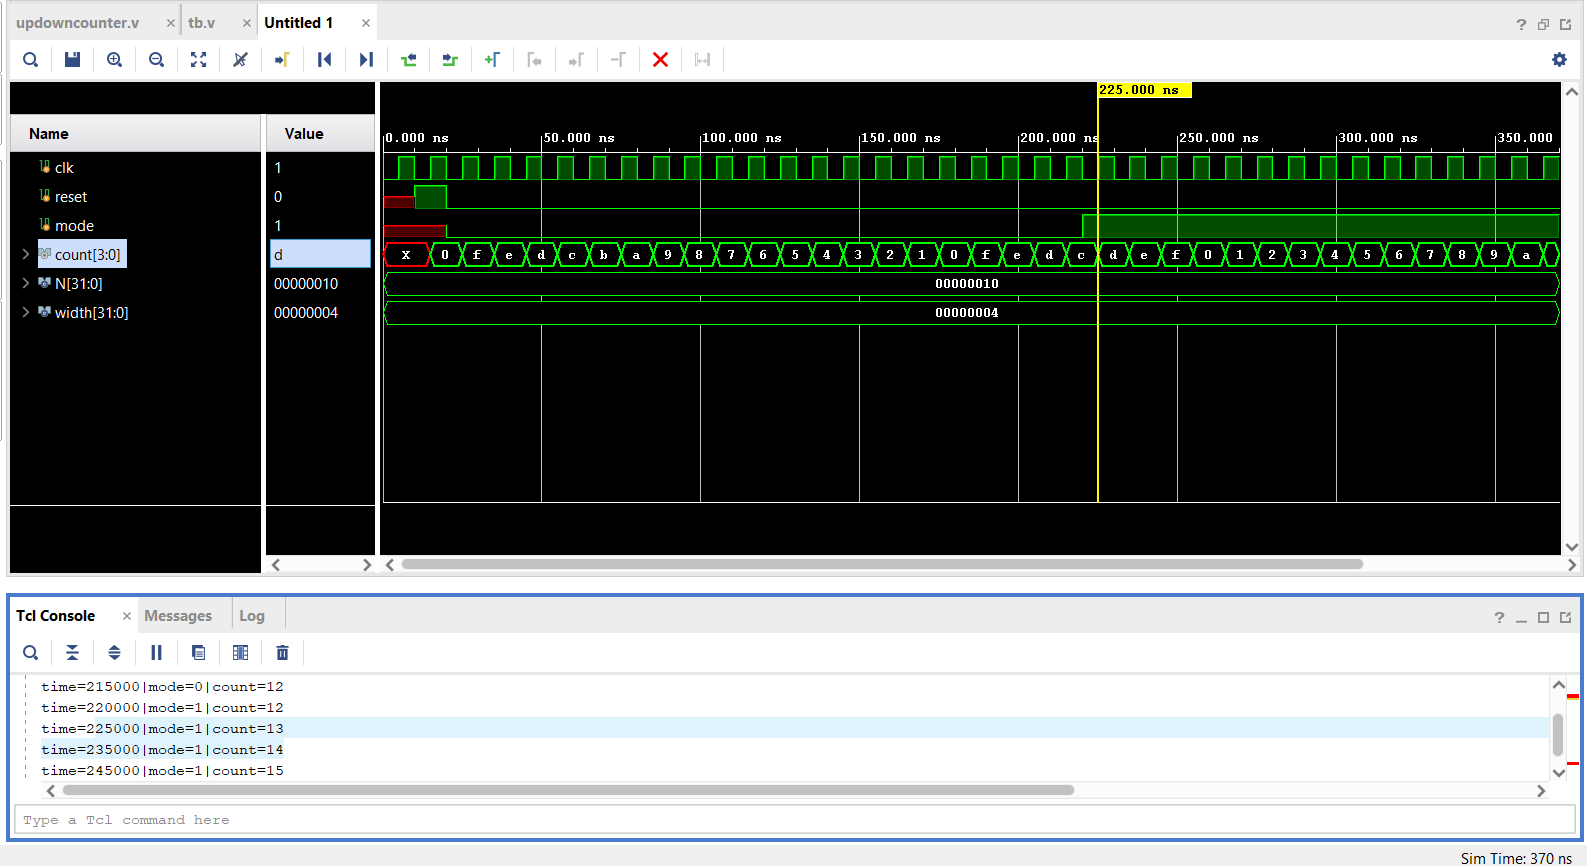 updowncounter.v × tb.v × Untitled 1 ×
?
225.000 ns
Name Value
0.000 ns 50.000 ns 100.000 ns 150.000 ns 200.000 ns 250.000 ns 300.000 ns 350.000
clk 1
reset 0
mode 1
count[3:0] d X 0 f e d c b a 9 8 7 6 5 4 3 2 1 0 f e d c d e f 0 1 2 3 4 5 6 7 8 9 a
N[31:0] 00000010 00000010
width[31:0] 00000004 00000004
Tcl Console × Messages Log
?
time=215000|mode=0|count=12
time=220000|mode=1|count=12
time=225000|mode=1|count=13
time=235000|mode=1|count=14
time=245000|mode=1|count=15
Type a Tcl command here
Sim Time: 370 ns